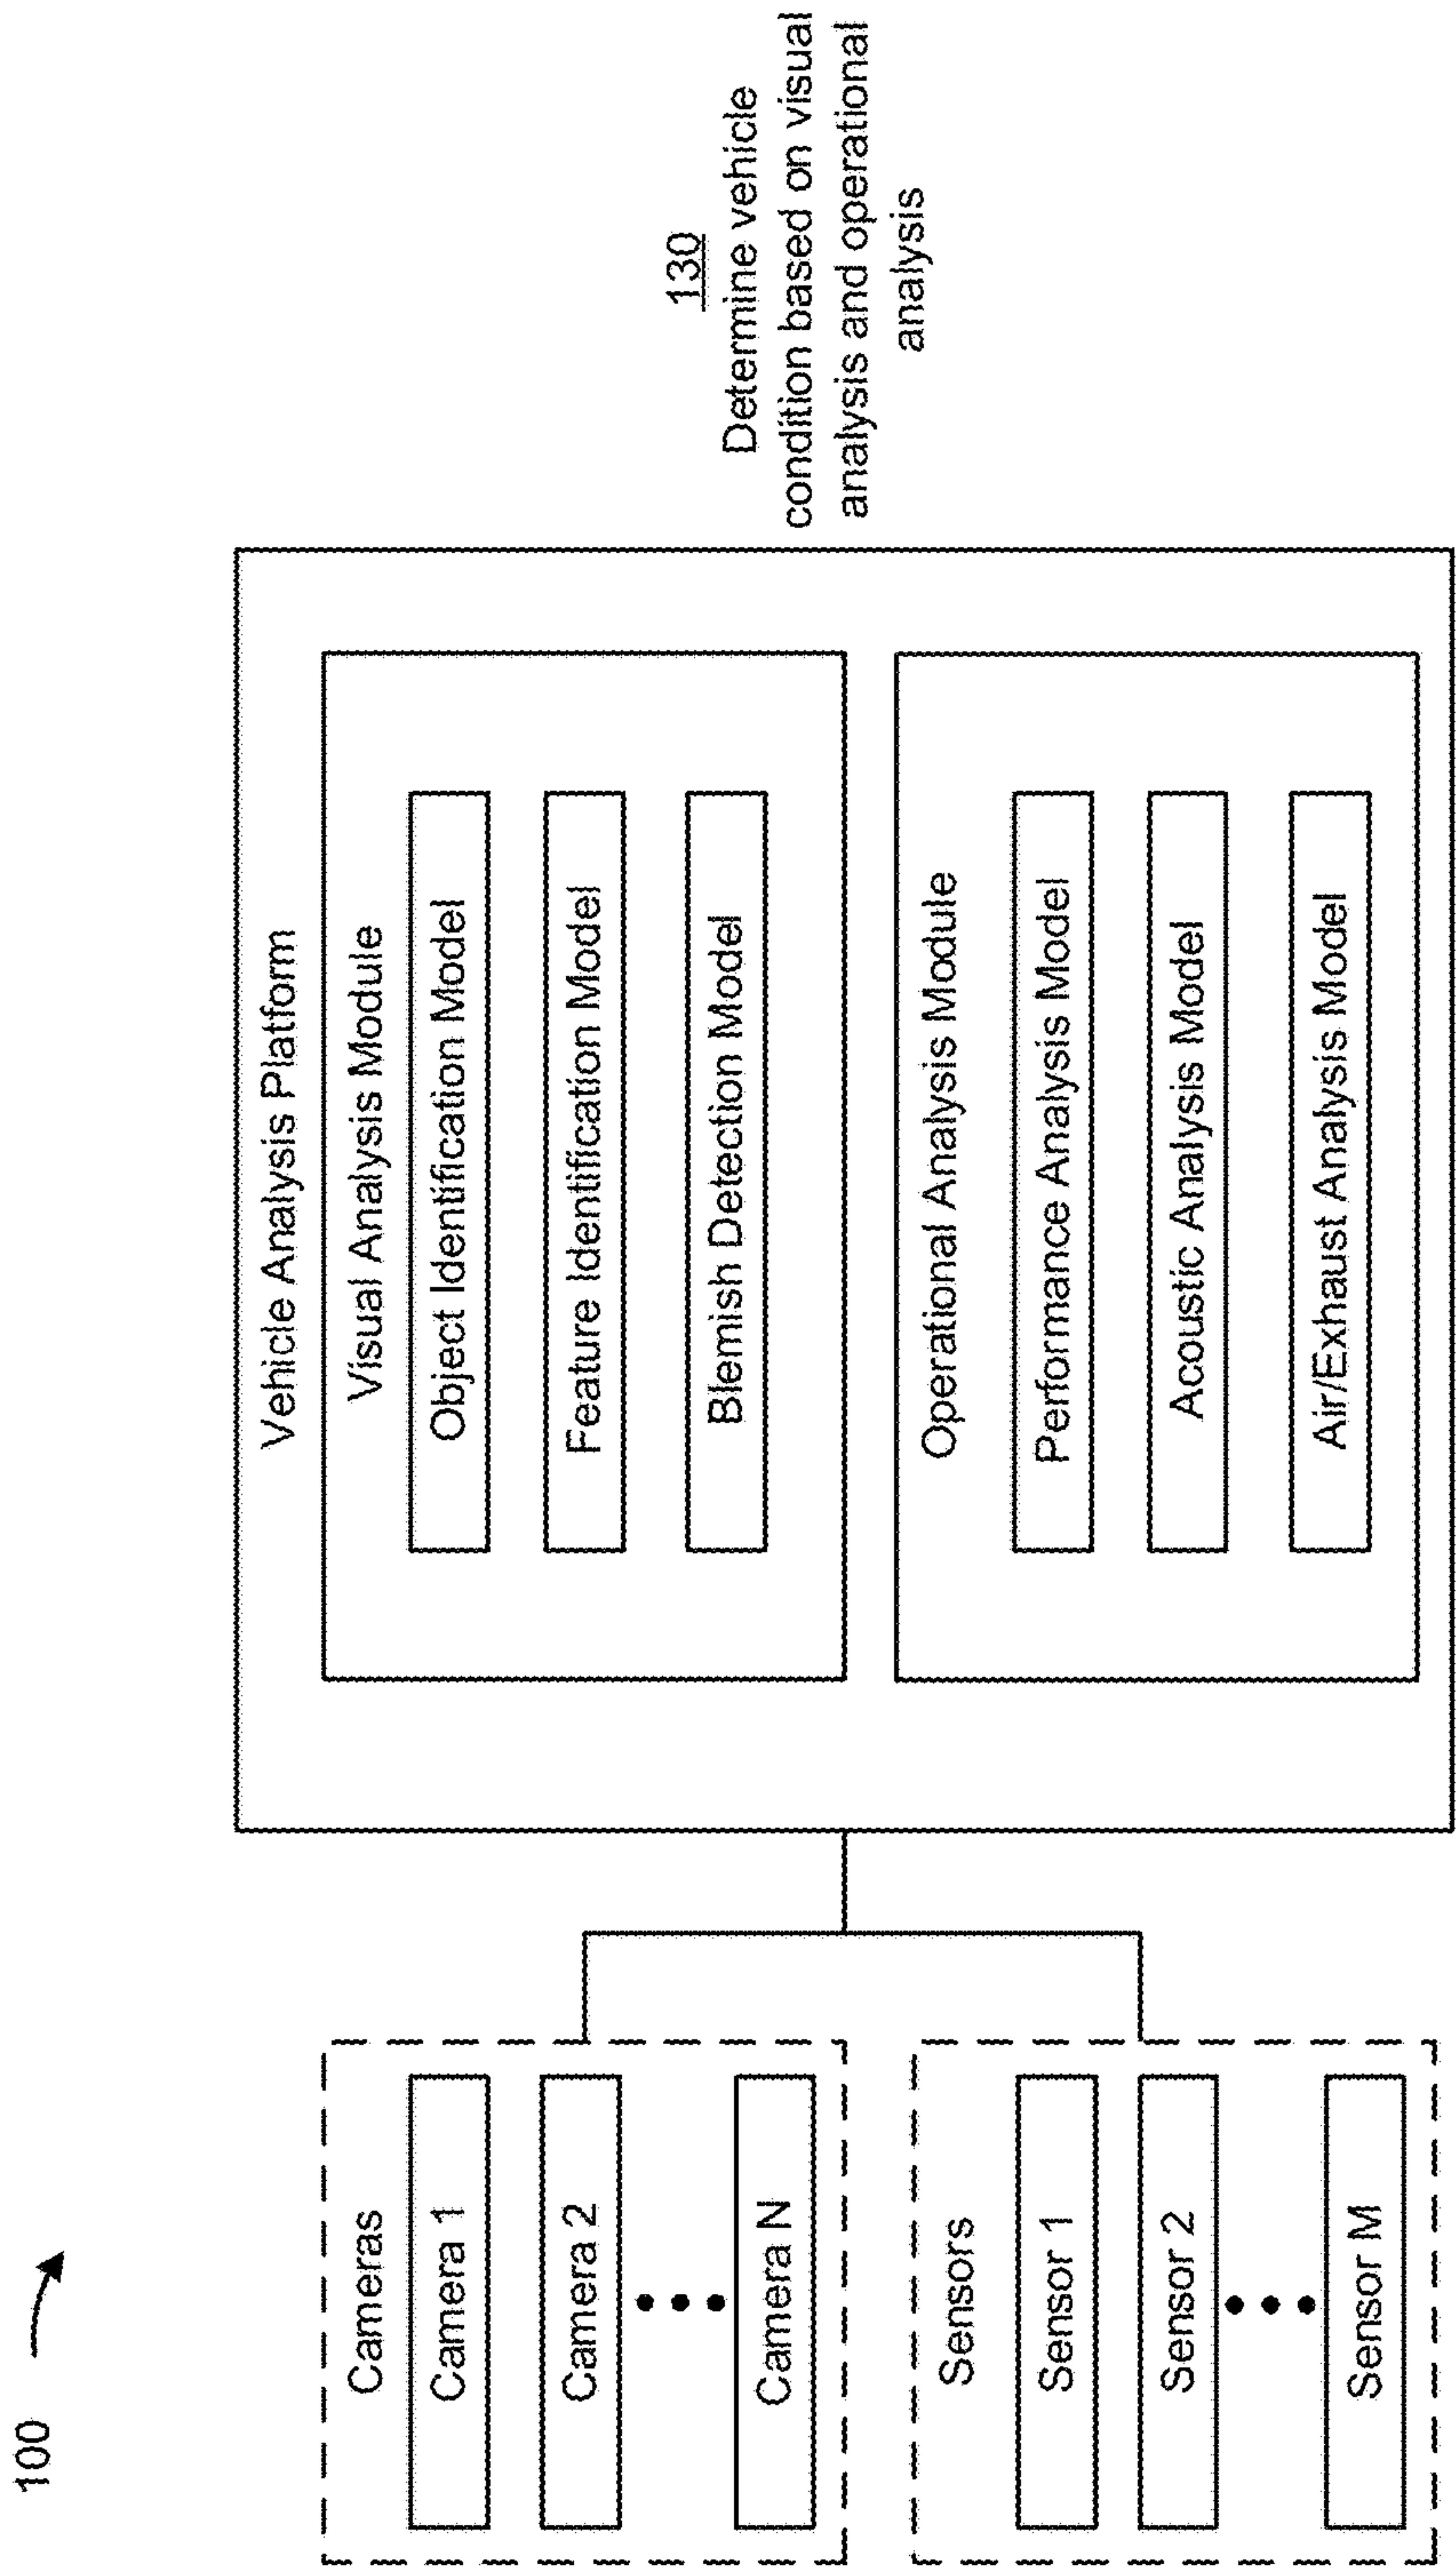 100
Cameras
Camera 1
Camera 2
Camera N
Sensors
Sensor 1
Sensor 2
Sensor M
Vehicle Analysis Platform
Visual Analysis Module
Object Identification Model
Feature Identification Model
Blemish Detection Model
Operational Analysis Module
Performance Analysis Model
Acoustic Analysis Model
Air/Exhaust Analysis Model
130
Determine vehicle
condition based on visual
analysis and operational
analysis